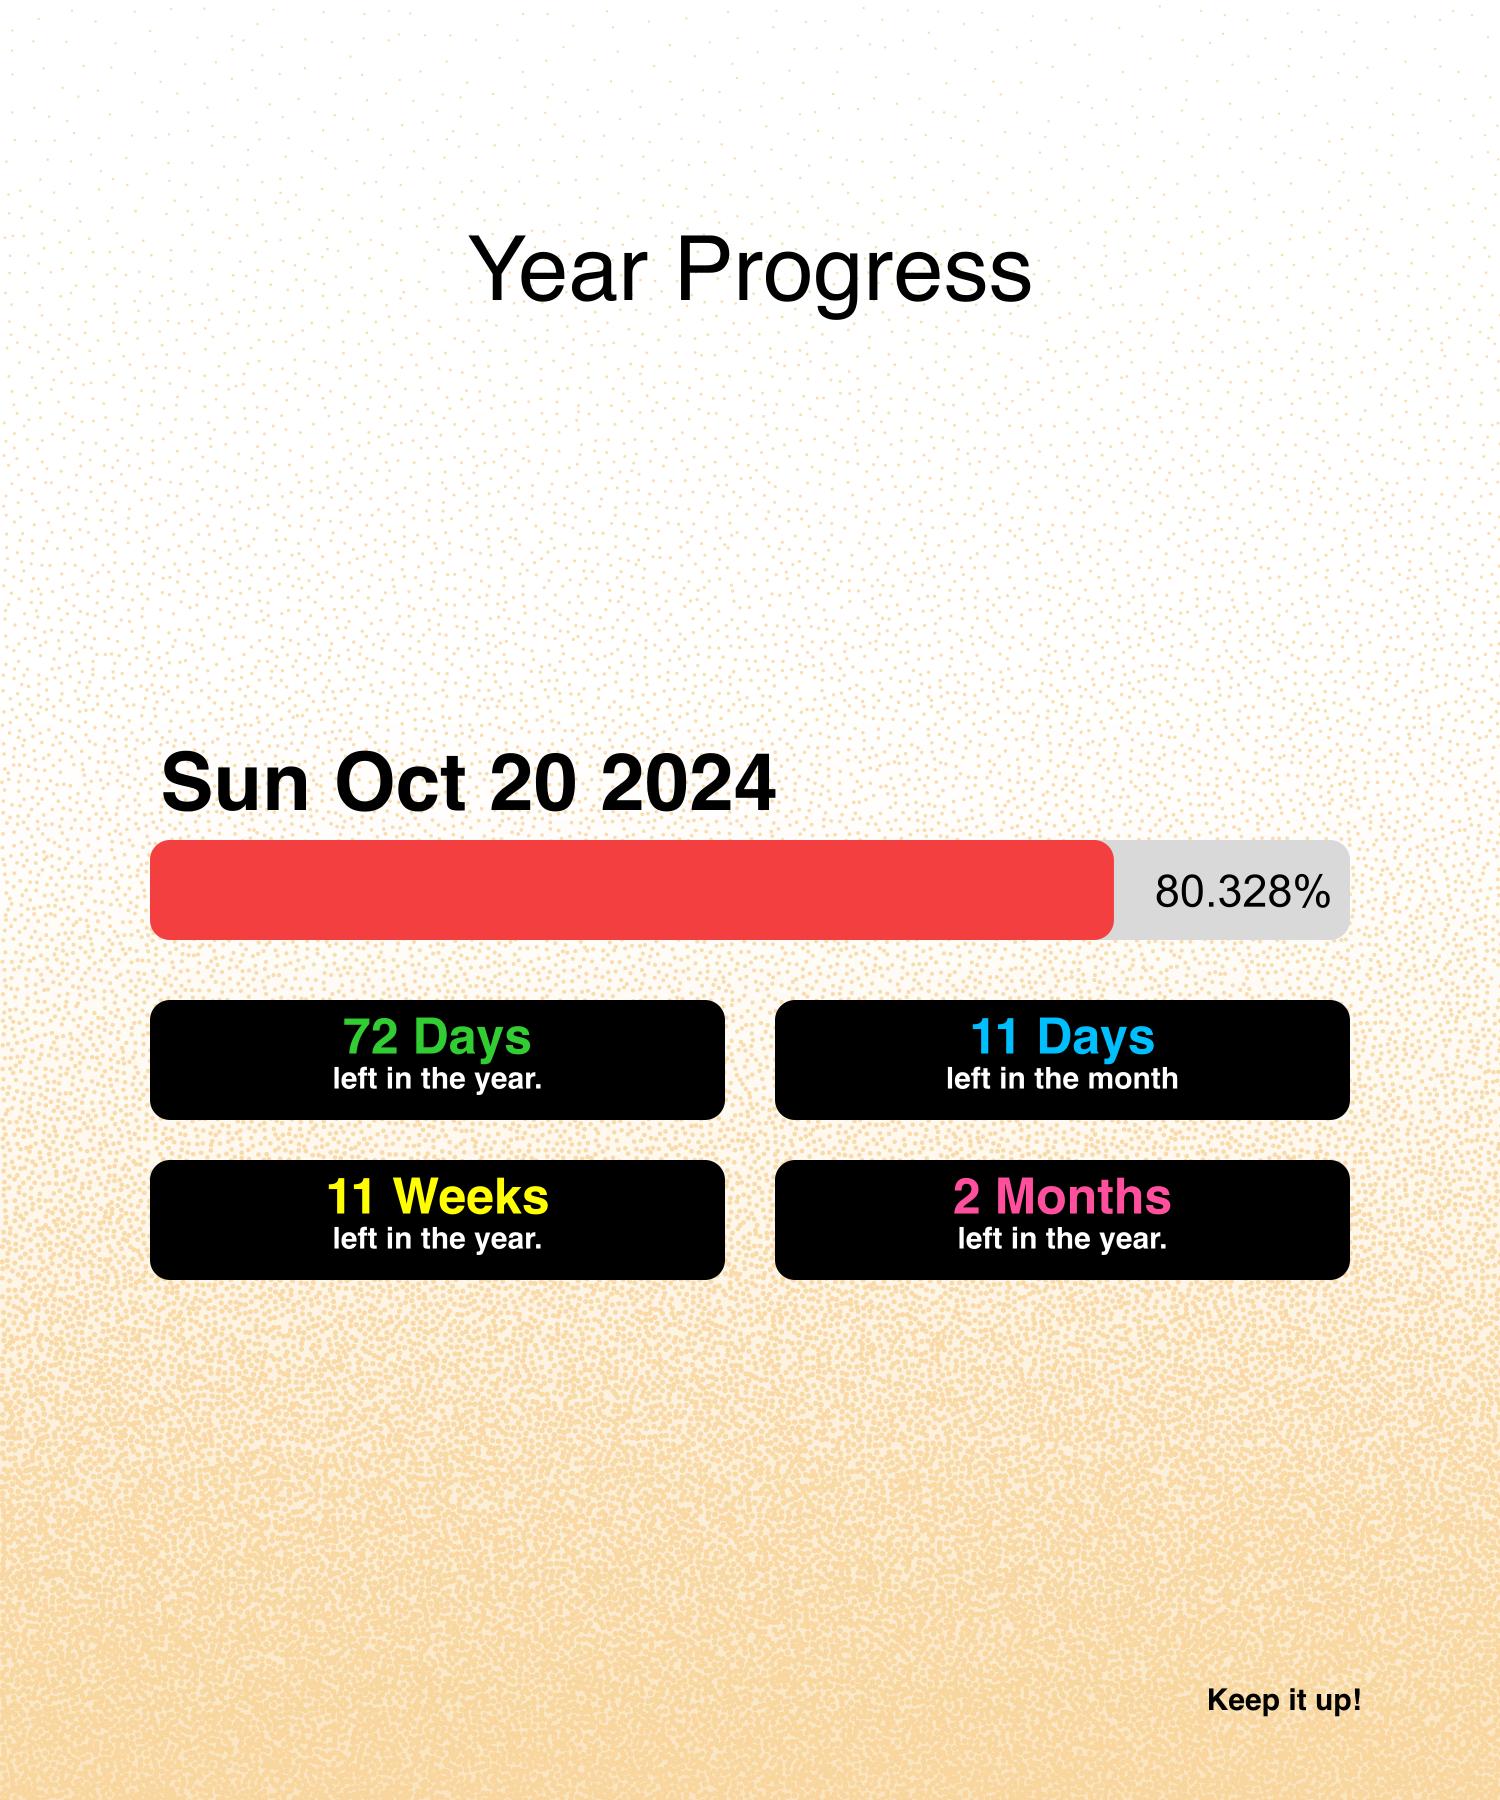 Year Progress
Sun Oct 20 2024
80.328%
72 Days
left in the year.
11 Days
left in the month
11 Weeks
left in the year.
2 Months
left in the year.
Keep it up!